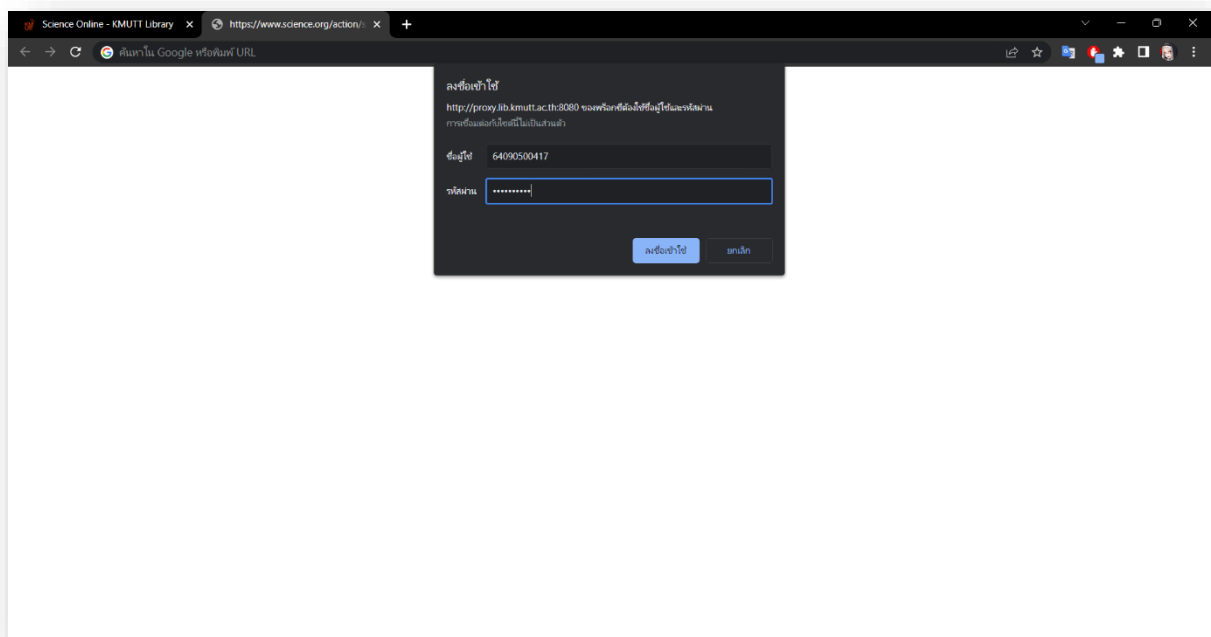 Science Online - KMUTT Library
https://www.science.org/action/
ค้นหาใน Google หรือพิมพ์ URL
ลงชื่อเข้าใช้
http://proxy.lib.kmutt.ac.th:8080 ของพร็อกซีต้องใช้ชื่อผู้ใช้และรหัสผ่าน
การเชื่อมต่อกับไซต์นี้ไม่เป็นส่วนตัว
ชื่อผู้ใช้ 64090500417
รหัสผ่าน ••••••••••
ลงชื่อเข้าใช้ ยกเลิก